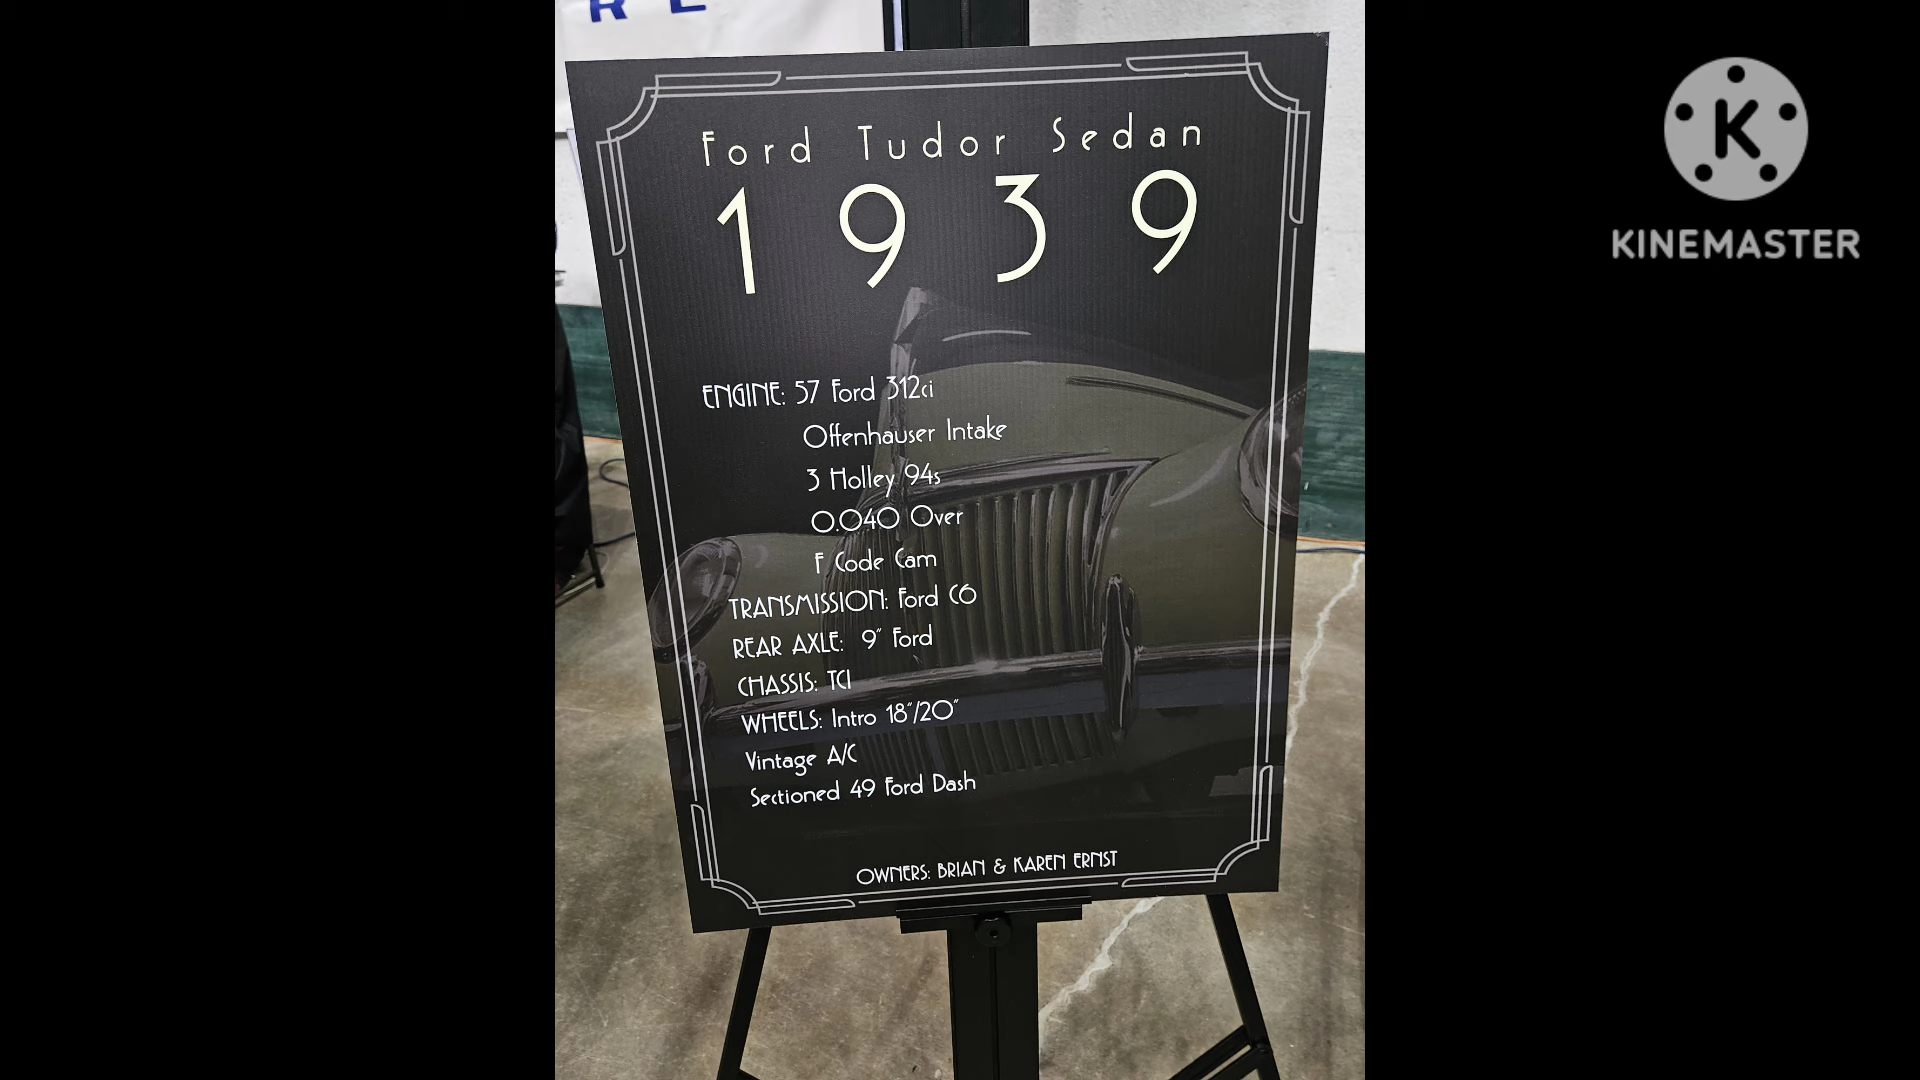 R E
Ford Tudor Sedan
1939
ENGINE: 57 Ford 312ci
Offenhauser Intake
3 Holley 94s
0.040 Over
F Code Cam
TRANSMISSION: Ford C6
REAR AXLE: 9" Ford
CHASSIS: TCI
WHEELS: Intro 18"/20"
Vintage A/C
Sectioned 49 Ford Dash
OWNERS: BRIAN & KAREN ERNST
K
KINEMASTER